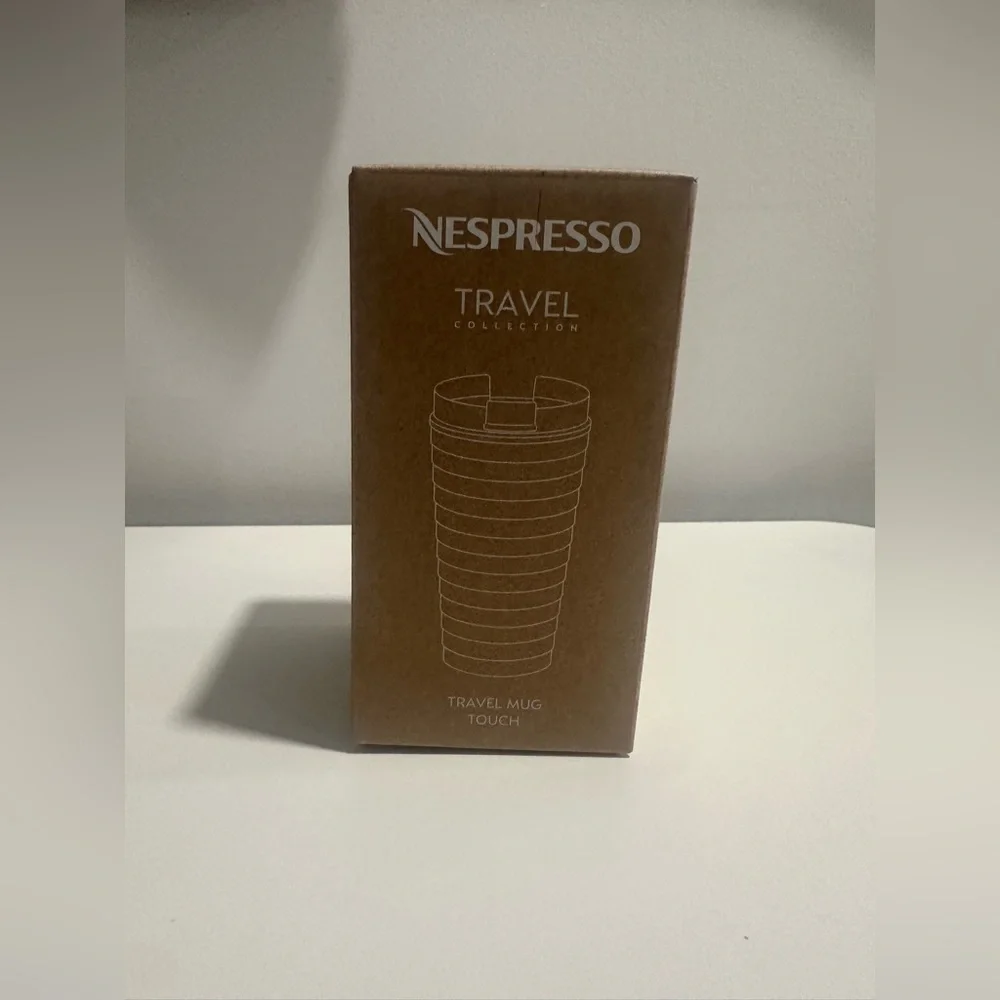 NESPRESSO
TRAVEL
COLLECTION
TRAVEL MUG
TOUCH